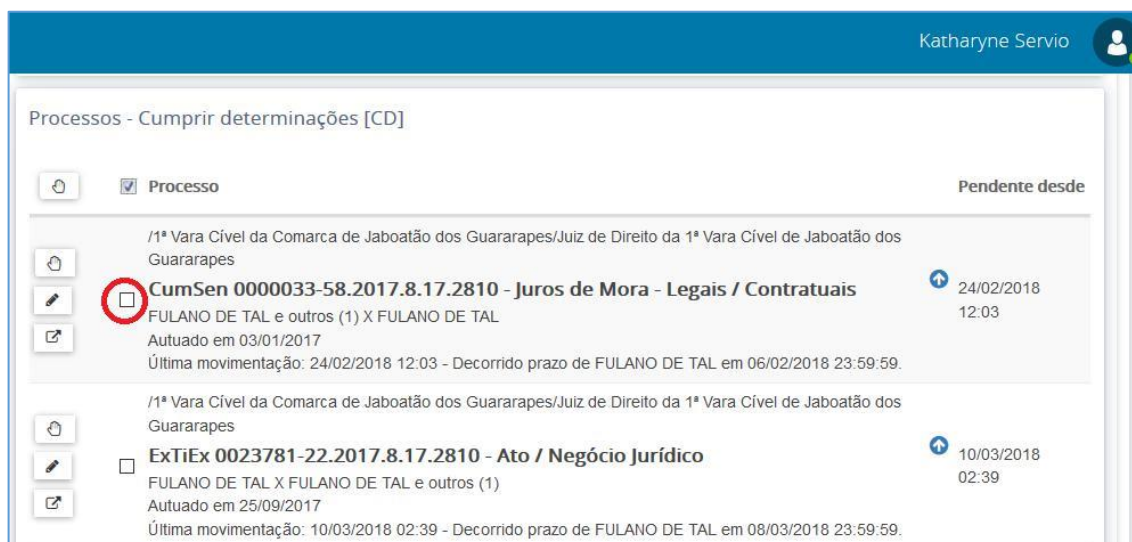 Katharyne Servio
Processos - Cumprir determinações [CD]
Processo
Pendente desde
/1ª Vara Cível da Comarca de Jaboatão dos Guararapes/Juiz de Direito da 1ª Vara Cível de Jaboatão dos
Guararapes
CumSen 0000033-58.2017.8.17.2810 - Juros de Mora - Legais / Contratuais
24/02/2018
12:03
FULANO DE TAL e outros (1) X FULANO DE TAL
Autuado em 03/01/2017
Última movimentação: 24/02/2018 12:03 - Decorrido prazo de FULANO DE TAL em 06/02/2018 23:59:59.
/1ª Vara Cível da Comarca de Jaboatão dos Guararapes/Juiz de Direito da 1ª Vara Cível de Jaboatão dos
Guararapes
ExTiEx 0023781-22.2017.8.17.2810 - Ato / Negócio Jurídico
10/03/2018
02:39
FULANO DE TAL X FULANO DE TAL e outros (1)
Autuado em 25/09/2017
Última movimentação: 10/03/2018 02:39 - Decorrido prazo de FULANO DE TAL em 08/03/2018 23:59:59.